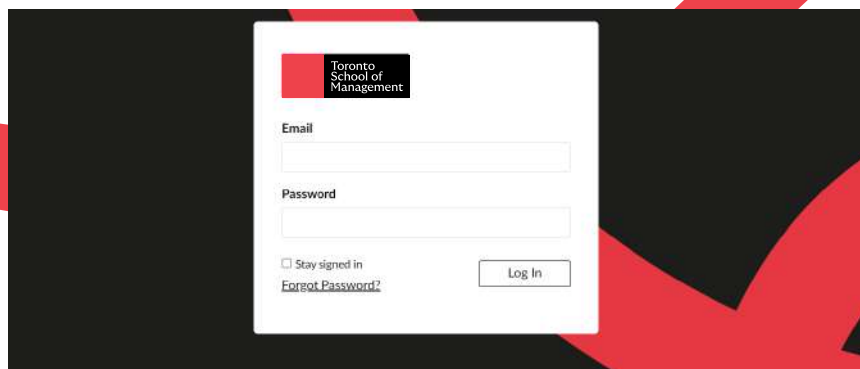 Toronto
School of
Management
Email
Password
Stay signed in
Log In
Forgot Password?